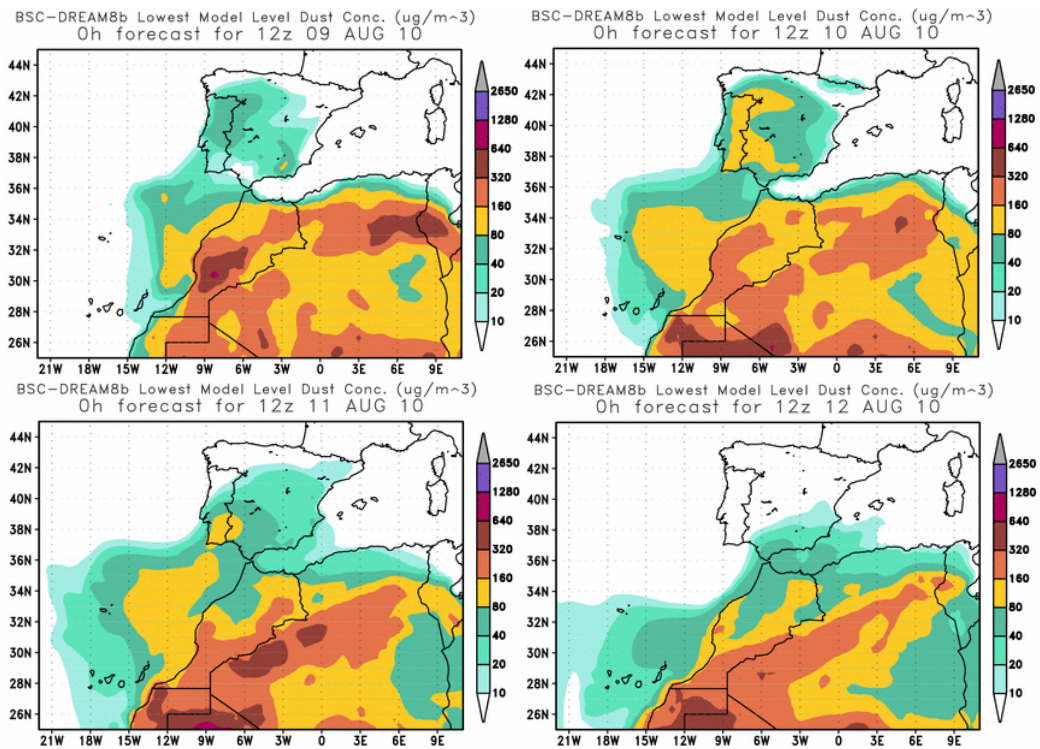 BSC-DREAM8b Lowest Model Level Dust Conc. (ug/m^3)
0h forecast for 12z 09 AUG 10
44N
42N
40N
38N
36N
34N
32N
30N
28N
26N
21W 18W 15W 12W 9W 6W 3W 0 3E 6E 9E
2650
1280
640
320
160
80
40
20
10
BSC-DREAM8b Lowest Model Level Dust Conc. (ug/m^3)
0h forecast for 12z 10 AUG 10
44N
42N
40N
38N
36N
34N
32N
30N
28N
26N
21W 18W 15W 12W 9W 6W 3W 0 3E 6E 9E
2650
1280
640
320
160
80
40
20
10
BSC-DREAM8b Lowest Model Level Dust Conc. (ug/m^3)
0h forecast for 12z 11 AUG 10
44N
42N
40N
38N
36N
34N
32N
30N
28N
26N
21W 18W 15W 12W 9W 6W 3W 0 3E 6E 9E
2650
1280
640
320
160
80
40
20
10
BSC-DREAM8b Lowest Model Level Dust Conc. (ug/m^3)
0h forecast for 12z 12 AUG 10
44N
42N
40N
38N
36N
34N
32N
30N
28N
26N
21W 18W 15W 12W 9W 6W 3W 0 3E 6E 9E
2650
1280
640
320
160
80
40
20
10